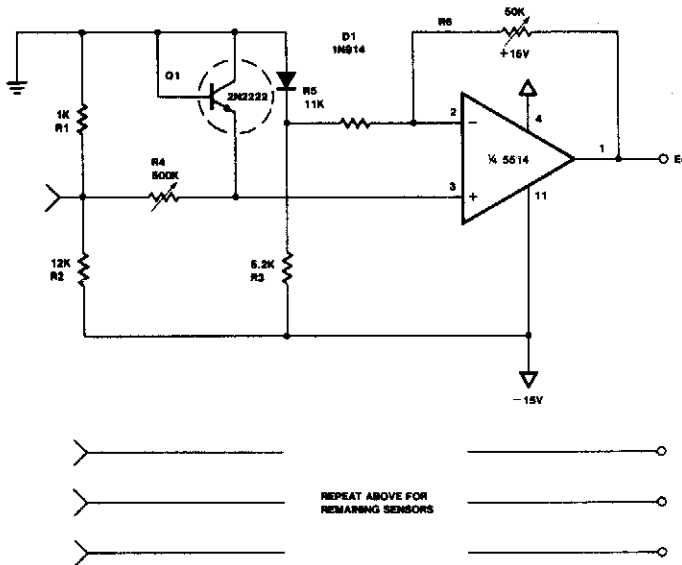 50K
R6
+15V
D1
1N914
Q1
2N2222
R5
11K
1K
R1
R4
500K
2
−
4
¼ 5514
1
3
+
11
12K
R2
6.2K
R3
−15V
REPEAT ABOVE FOR
REMAINING SENSORS